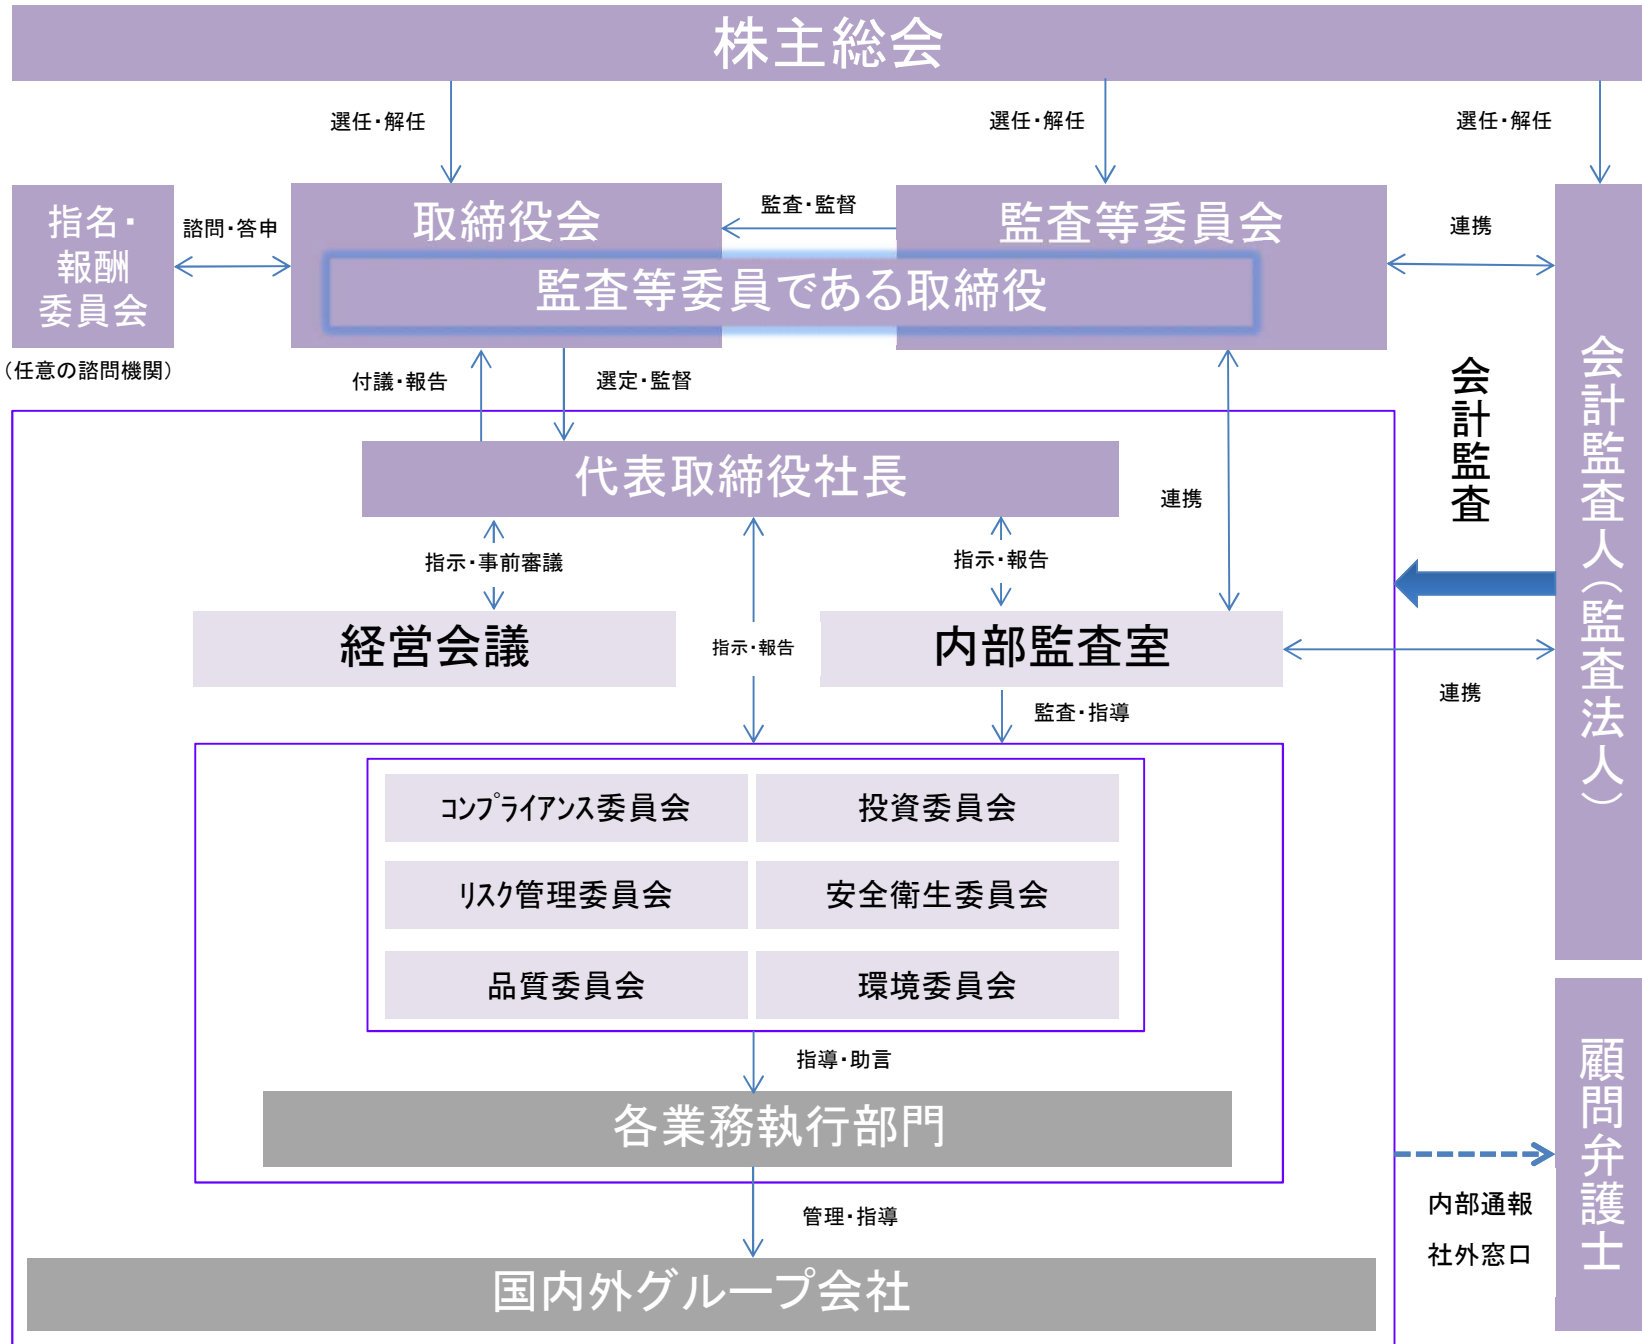 株主総会
選任・解任
選任・解任
選任・解任
指名・
報酬
委員会
(任意の諮問機関)
諮問・答申
取締役会
監査・監督
監査等委員会
監査等委員である取締役
連携
付議・報告
選定・監督
代表取締役社長
連携
会計監査
会計監査人(監査法人)
指示・事前審議
指示・報告
指示・報告
経営会議
内部監査室
連携
監査・指導
コンプライアンス委員会
投資委員会
リスク管理委員会
安全衛生委員会
品質委員会
環境委員会
指導・助言
各業務執行部門
顧問弁護士
内部通報
社外窓口
管理・指導
国内外グループ会社